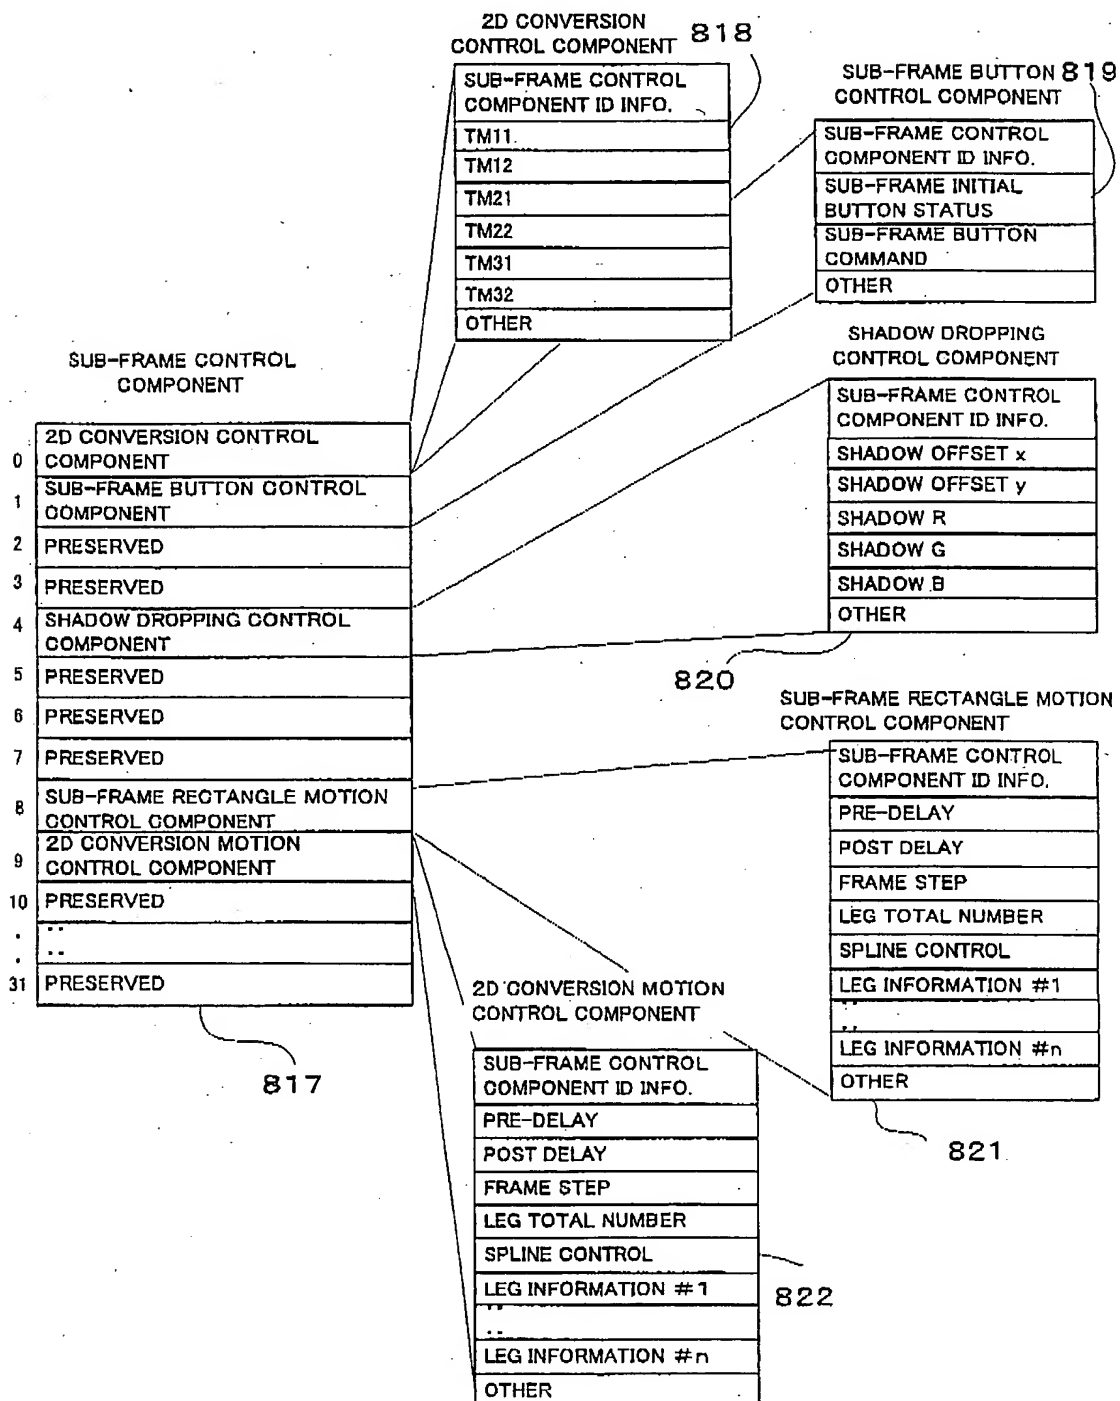 2D CONVERSION
CONTROL COMPONENT
818
SUB-FRAME CONTROL
COMPONENT ID INFO.
TM11
TM12
TM21
TM22
TM31
TM32
OTHER
SUB-FRAME BUTTON
CONTROL COMPONENT
819
SUB-FRAME CONTROL
COMPONENT ID INFO.
SUB-FRAME INITIAL
BUTTON STATUS
SUB-FRAME BUTTON
COMMAND
OTHER
SUB-FRAME CONTROL
COMPONENT
0 2D CONVERSION CONTROL
COMPONENT
1 SUB-FRAME BUTTON CONTROL
COMPONENT
2 PRESERVED
3 PRESERVED
4 SHADOW DROPPING CONTROL
COMPONENT
5 PRESERVED
6 PRESERVED
7 PRESERVED
8 SUB-FRAME RECTANGLE MOTION
CONTROL COMPONENT
9 2D CONVERSION MOTION
CONTROL COMPONENT
10 PRESERVED
. ..
. ..
31 PRESERVED
817
SHADOW DROPPING
CONTROL COMPONENT
SUB-FRAME CONTROL
COMPONENT ID INFO.
SHADOW OFFSET x
SHADOW OFFSET y
SHADOW R
SHADOW G
SHADOW B
OTHER
820
SUB-FRAME RECTANGLE MOTION
CONTROL COMPONENT
SUB-FRAME CONTROL
COMPONENT ID INFO.
PRE-DELAY
POST DELAY
FRAME STEP
LEG TOTAL NUMBER
SPLINE CONTROL
LEG INFORMATION #1
..
..
LEG INFORMATION #n
OTHER
821
2D CONVERSION MOTION
CONTROL COMPONENT
SUB-FRAME CONTROL
COMPONENT ID INFO.
PRE-DELAY
POST DELAY
FRAME STEP
LEG TOTAL NUMBER
SPLINE CONTROL
LEG INFORMATION #1
..
..
LEG INFORMATION #n
OTHER
822